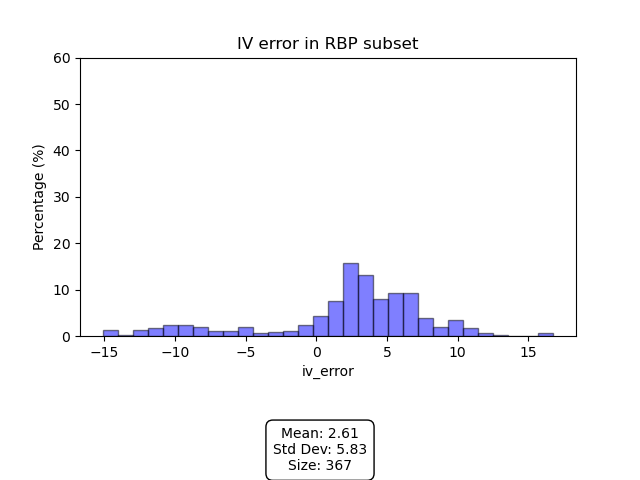 IV error in RBP subset
60
50
40
30
20
10
0
Percentage (%)
−15
−10
−5
0
5
10
15
iv_error
Mean: 2.61
Std Dev: 5.83
Size: 367